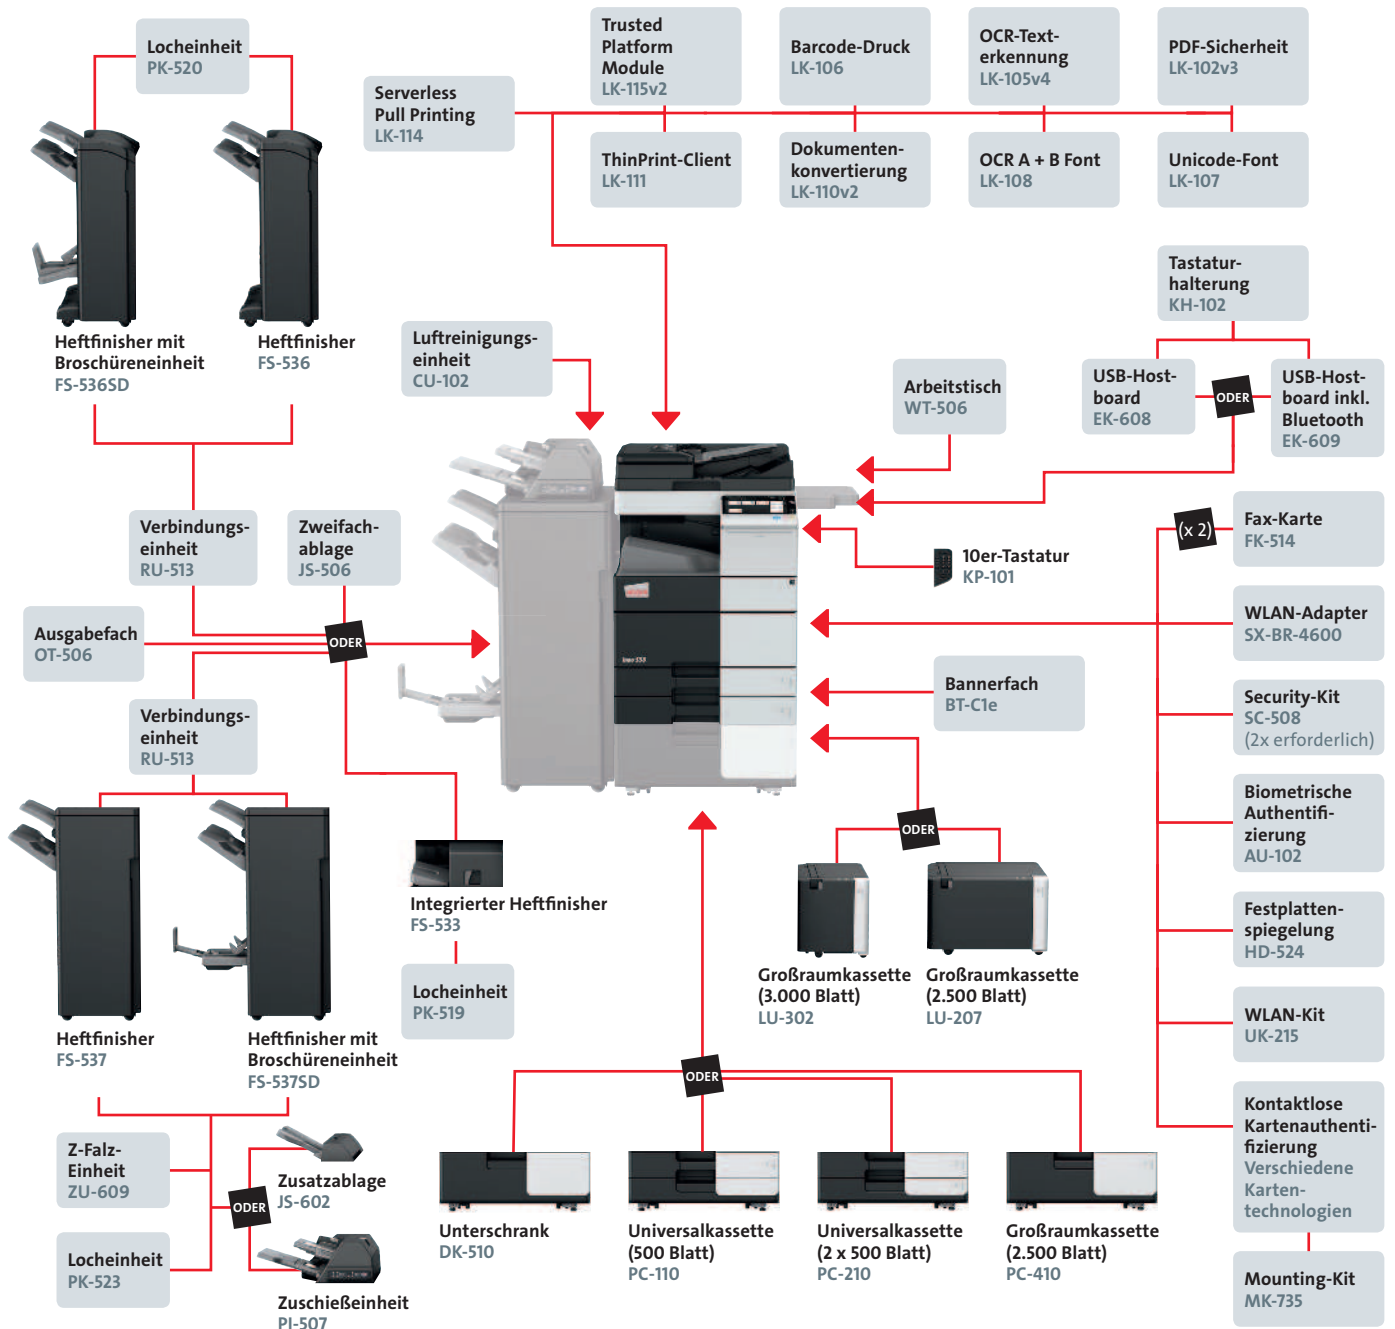 Locheinheit
PK-520
Trusted
Platform
Module
LK-115v2
Barcode-Druck
LK-106
OCR-Text-
erkennung
LK-105v4
PDF-Sicherheit
LK-102v3
Serverless
Pull Printing
LK-114
ThinPrint-Client
LK-111
Dokumenten-
konvertierung
LK-110v2
OCR A + B Font
LK-108
Unicode-Font
LK-107
Heftfinisher mit
Broschüreneinheit
FS-536SD
Heftfinisher
FS-536
Luftreinigungs-
einheit
CU-102
Tastatur-
halterung
KH-102
Arbeitstisch
WT-506
USB-Host-
board
EK-608
ODER
USB-Host-
board inkl.
Bluetooth
EK-609
Verbindungs-
einheit
RU-513
Zweifach-
ablage
JS-506
(x 2)
Fax-Karte
FK-514
10er-Tastatur
KP-101
Ausgabefach
OT-506
ODER
WLAN-Adapter
SX-BR-4600
Bannerfach
BT-C1e
Security-Kit
SC-508
(2x erforderlich)
Verbindungs-
einheit
RU-513
Biometrische
Authentifi-
zierung
AU-102
ODER
Integrierter Heftfinisher
FS-533
Festplatten-
spiegelung
HD-524
Großraumkassette
(3.000 Blatt)
LU-302
Großraumkassette
(2.500 Blatt)
LU-207
Locheinheit
PK-519
WLAN-Kit
UK-215
Heftfinisher
FS-537
Heftfinisher mit
Broschüreneinheit
FS-537SD
ODER
Kontaktlose
Kartenauthenti-
fizierung
Verschiedene
Karten-
technologien
Z-Falz-
Einheit
ZU-609
Zusatzablage
JS-602
ODER
Unterschrank
DK-510
Universalkassette
(500 Blatt)
PC-110
Universalkassette
(2 x 500 Blatt)
PC-210
Großraumkassette
(2.500 Blatt)
PC-410
Locheinheit
PK-523
Zuschießeinheit
PI-507
Mounting-Kit
MK-735